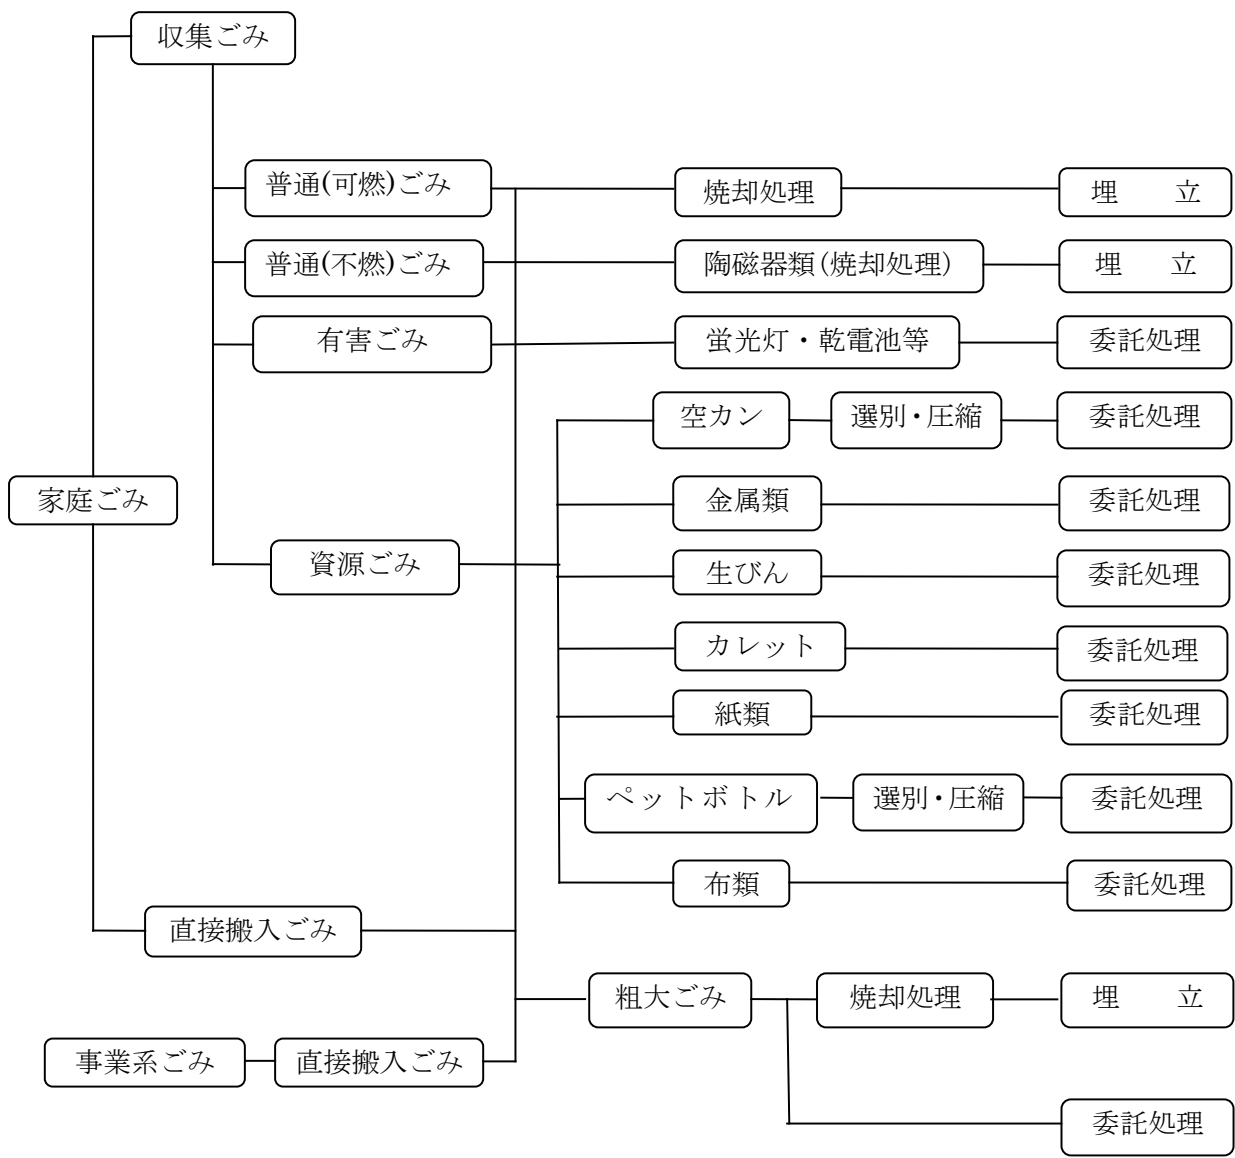 収集ごみ
普通(可燃)ごみ 焼却処理 埋 立
普通(不燃)ごみ 陶磁器類(焼却処理) 埋 立
有害ごみ 蛍光灯・乾電池等 委託処理
空カン 選別・圧縮 委託処理
家庭ごみ 金属類 委託処理
資源ごみ 生びん 委託処理
カレット 委託処理
紙類 委託処理
ペットボトル 選別・圧縮 委託処理
布類 委託処理
直接搬入ごみ
粗大ごみ 焼却処理 埋 立
事業系ごみ 直接搬入ごみ
委託処理